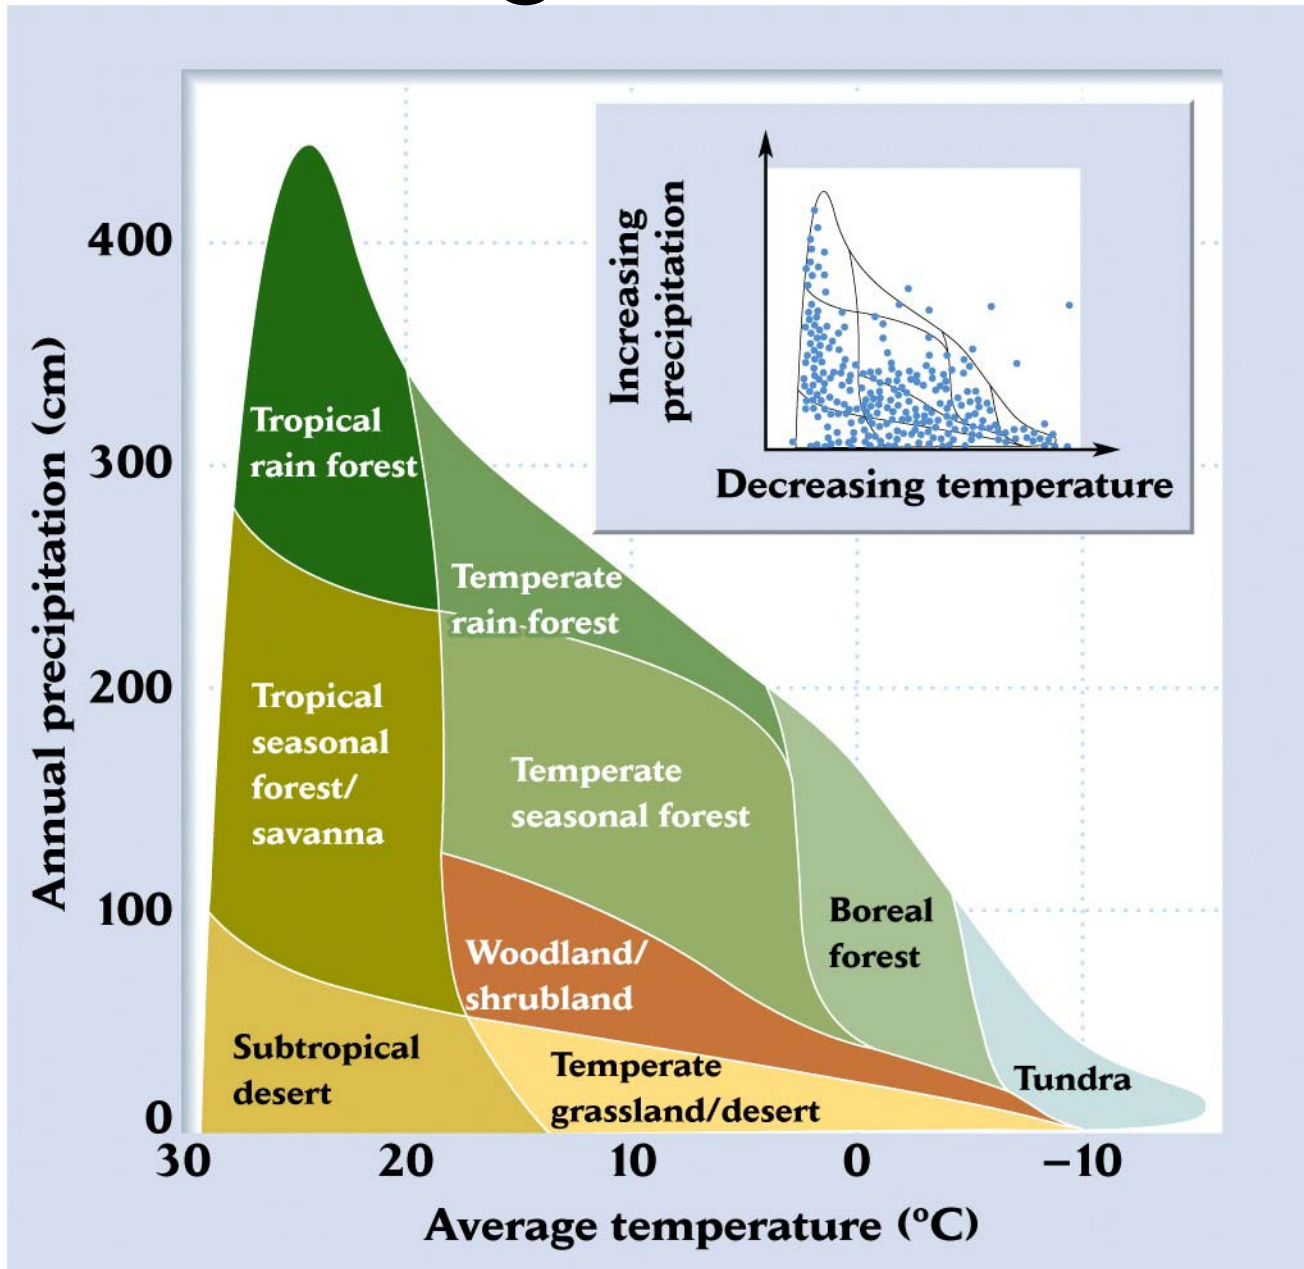 Increasing
precipitation
Decreasing temperature
Annual precipitation (cm)
400
300
200
100
0
Tropical
rain forest
Temperate
rain forest
Tropical
seasonal
forest/
savanna
Temperate
seasonal forest
Boreal
forest
Woodland/
shrubland
Subtropical
desert
Temperate
grassland/desert
Tundra
30
20
10
0
–10
Average temperature (ºC)